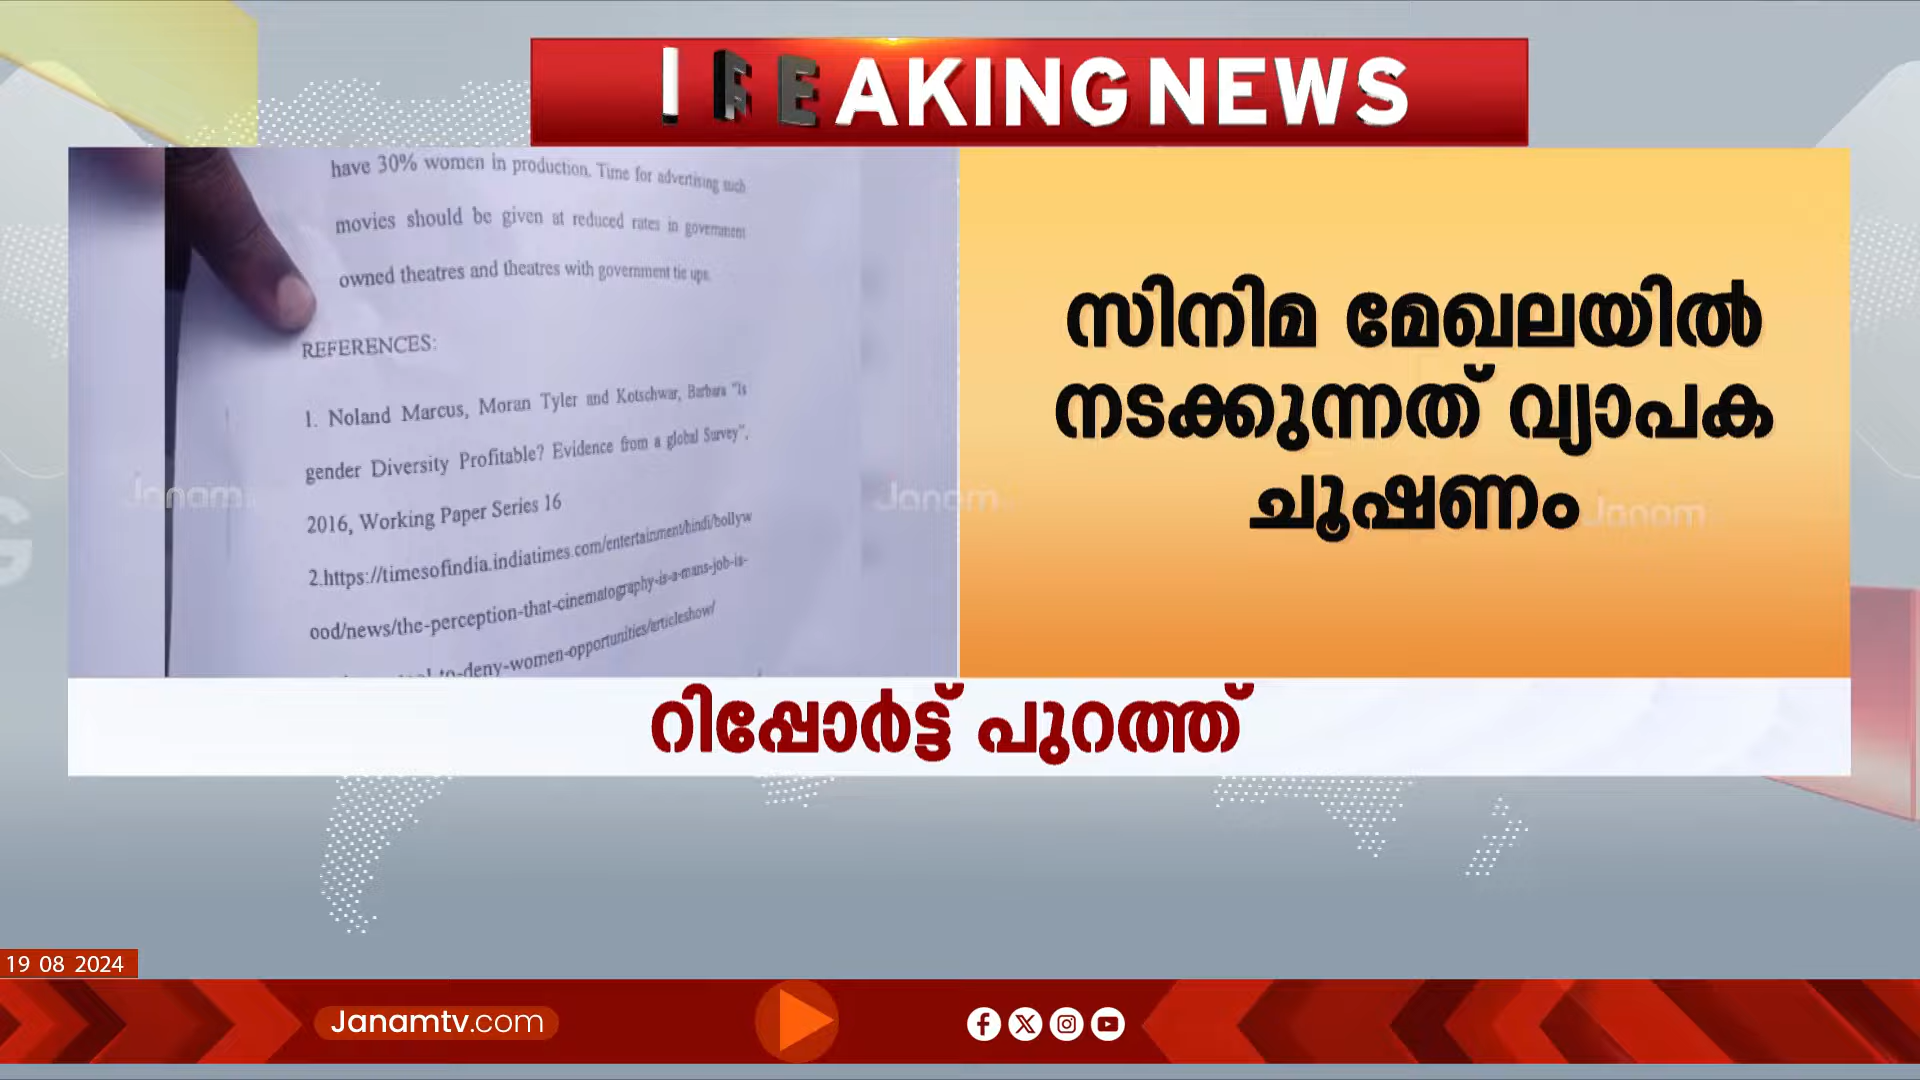 EAKING NEWS
have 30% women in production. Time for advertising such
movies should be given at reduced rates in government
owned theatres and theatres with government tie ups.
REFERENCES:
1. Noland Marcus, Moran Tyler and Kotschwar, Barbara "Is
gender Diversity Profitable? Evidence from a global Survey",
2016, Working Paper Series 16
2.https://timesofindia.indiatimes.com/entertainment/hindi/bollyw
ood/news/the-perception-that-cinematography-is-a-mans-job-is-
to-deny-women-opportunities/articleshow/
Janam
Janam
Janam
സിനിമ മേഖലയിൽ
നടക്കുന്നത് വ്യാപക
ചൂഷണം
റിപ്പോർട്ട് പുറത്ത്
19 08 2024
Janamtv.com